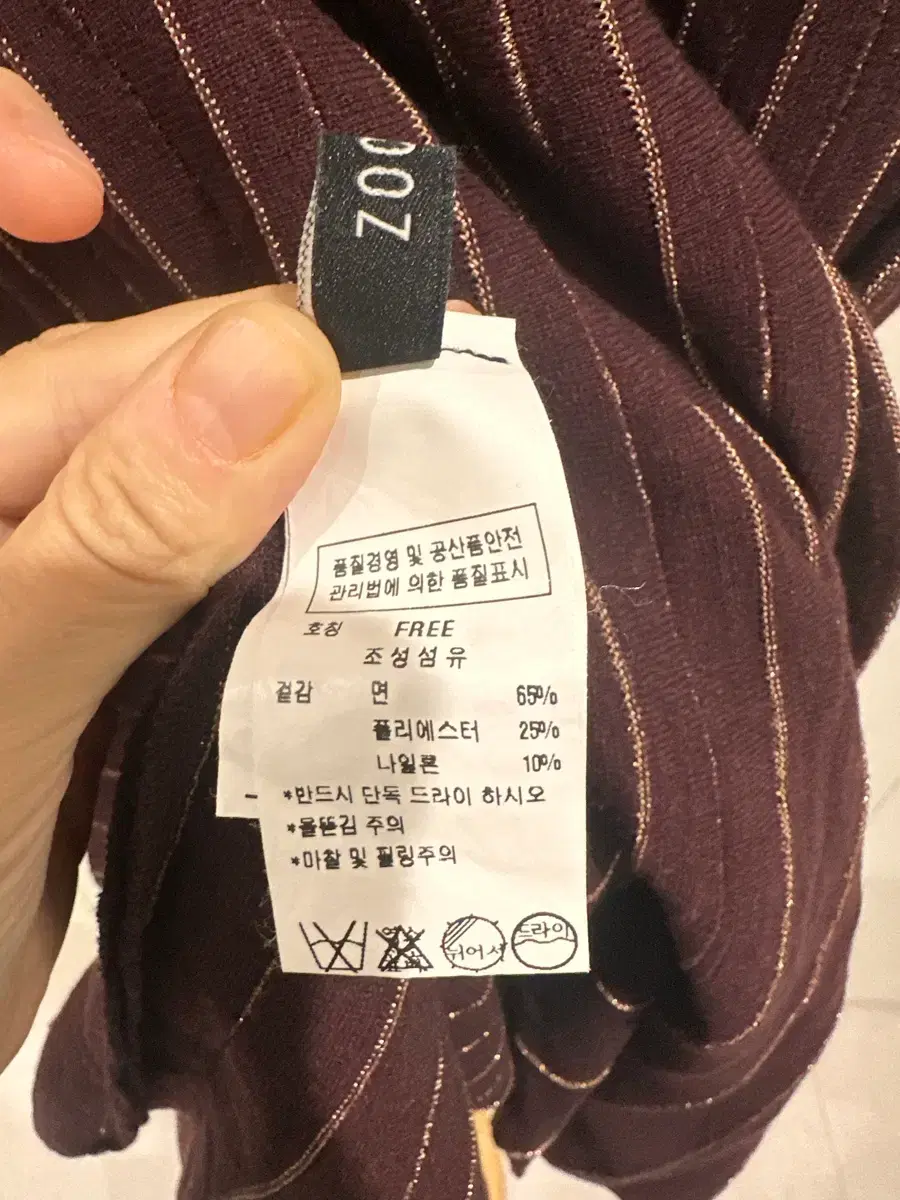 품질경영 및 공산품안전
관리법에 의한 품질표시
호칭 FREE
조성섬유
겉감 면 65%
폴리에스터 25%
나일론 10%
*반드시 단독 드라이 하시오
*올뜯김 주의
*마찰 및 필링주의
뉘어서 드라이